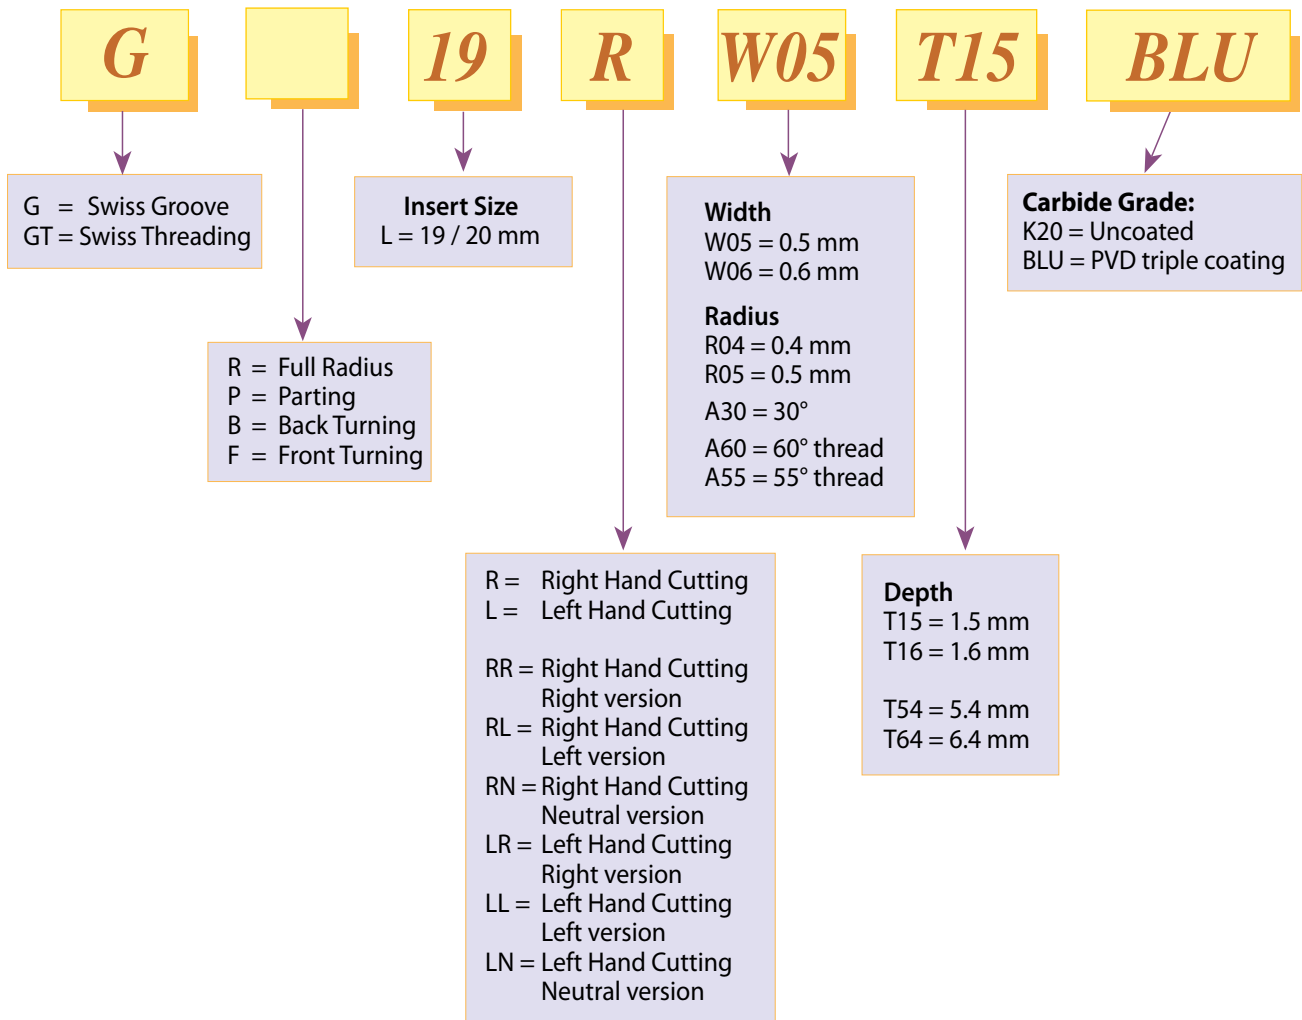 G 19 R W05 T15 BLU
G = Swiss Groove
GT = Swiss Threading
R = Full Radius
P = Parting
B = Back Turning
F = Front Turning
Insert Size
L = 19 / 20 mm
R = Right Hand Cutting
L = Left Hand Cutting
RR = Right Hand Cutting
Right version
RL = Right Hand Cutting
Left version
RN = Right Hand Cutting
Neutral version
LR = Left Hand Cutting
Right version
LL = Left Hand Cutting
Left version
LN = Left Hand Cutting
Neutral version
Width
W05 = 0.5 mm
W06 = 0.6 mm
Radius
R04 = 0.4 mm
R05 = 0.5 mm
A30 = 30°
A60 = 60° thread
A55 = 55° thread
Depth
T15 = 1.5 mm
T16 = 1.6 mm
T54 = 5.4 mm
T64 = 6.4 mm
Carbide Grade:
K20 = Uncoated
BLU = PVD triple coating